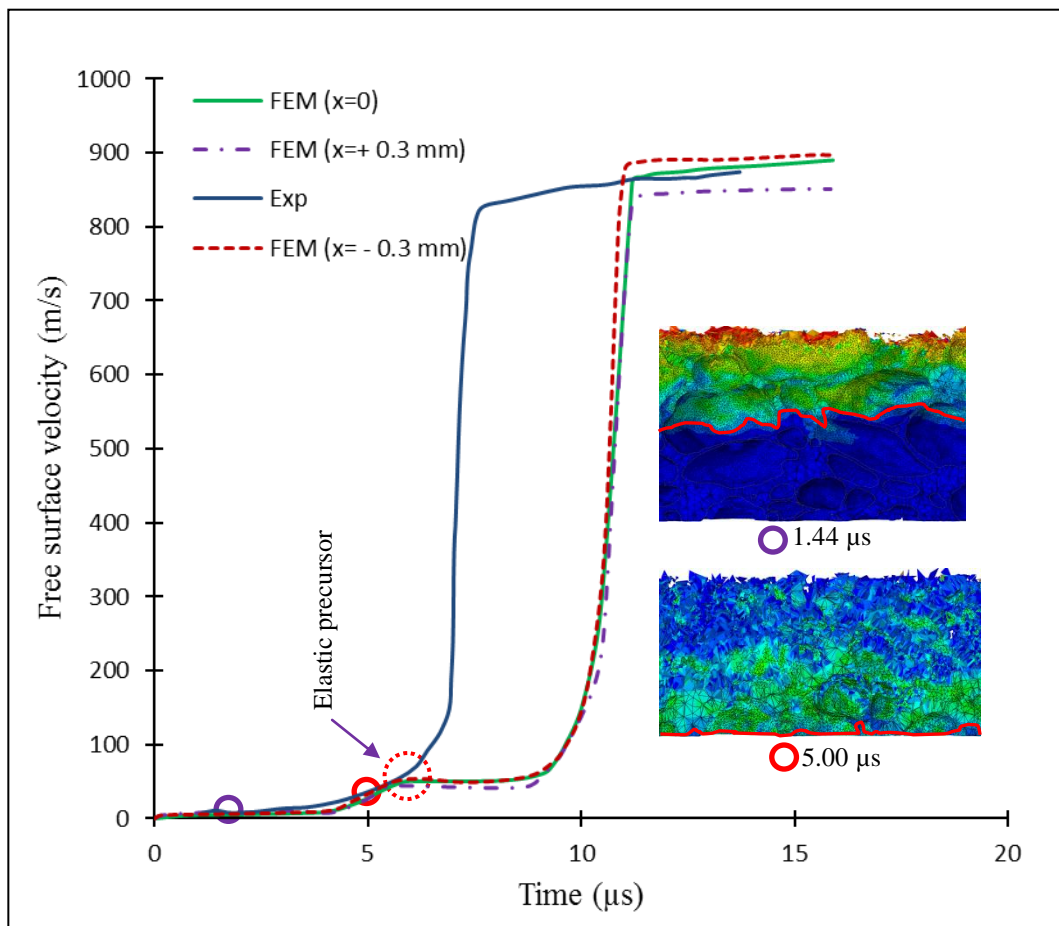 1000
900
800
700
600
500
400
300
200
100
0
Free surface velocity (m/s)
FEM (x=0)
FEM (x=+ 0.3 mm)
Exp
FEM (x= - 0.3 mm)
Elastic precursor
1.44 µs
5.00 µs
0 5 10 15 20
Time (µs)